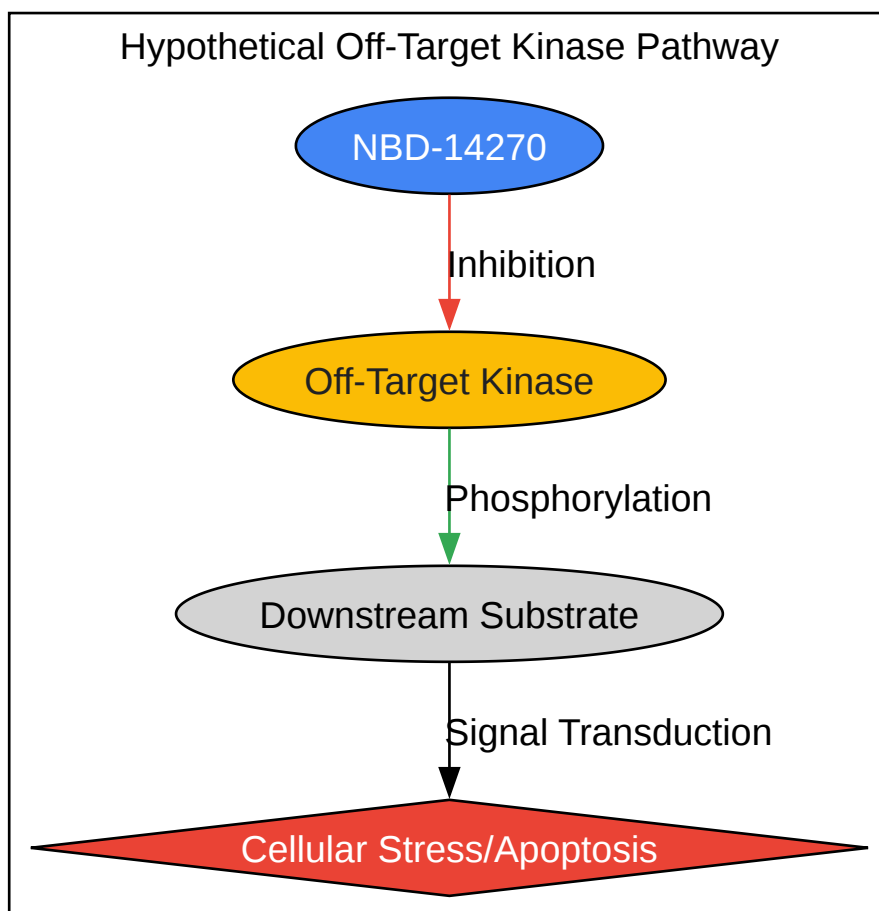 Hypothetical Off-Target Kinase Pathway
NBD-14270
Inhibition
Off-Target Kinase
Phosphorylation
Downstream Substrate
Signal Transduction
Cellular Stress/Apoptosis